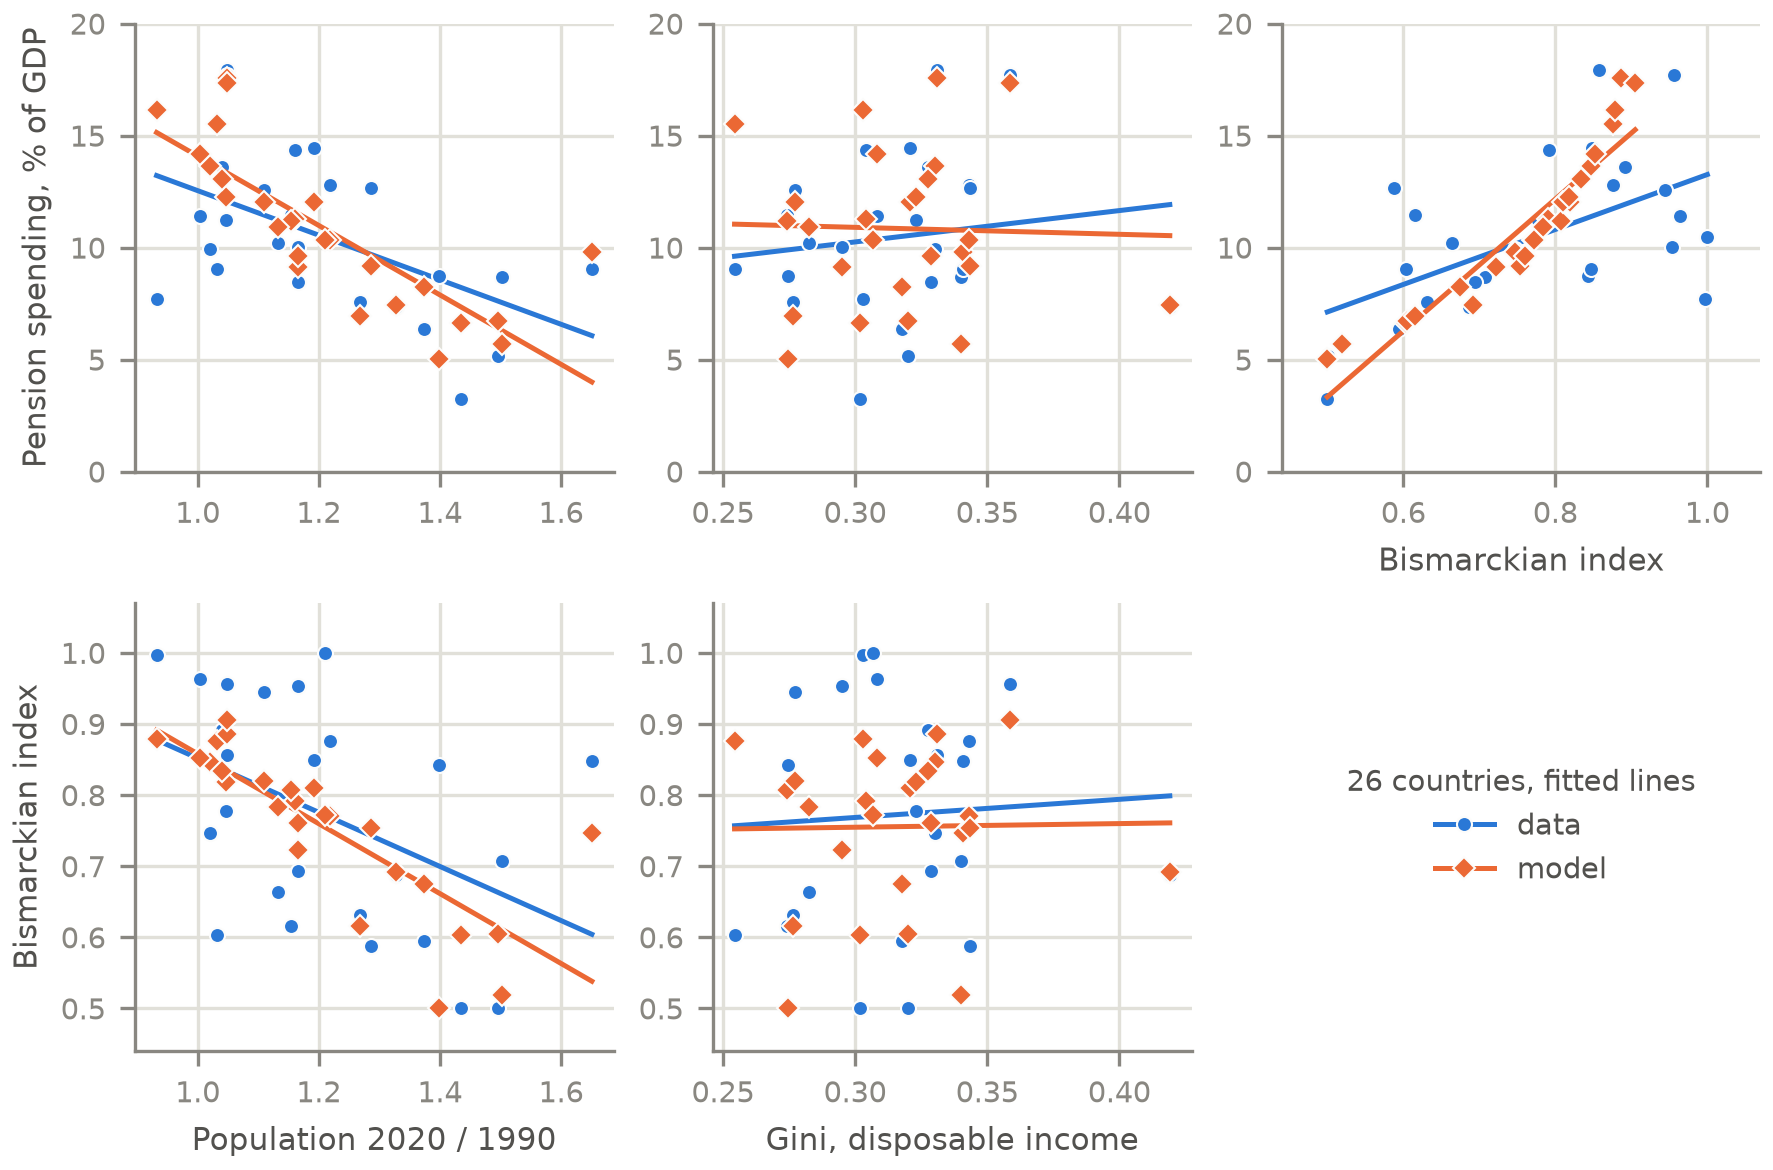 Pension spending, % of GDP
20
15
10
5
0
1.0 1.2 1.4 1.6
20
15
10
5
0
0.25 0.30 0.35 0.40
20
15
10
5
0
0.6 0.8 1.0
Bismarckian index
Bismarckian index
1.0
0.9
0.8
0.7
0.6
0.5
1.0 1.2 1.4 1.6
Population 2020 / 1990
1.0
0.9
0.8
0.7
0.6
0.5
0.25 0.30 0.35 0.40
Gini, disposable income
26 countries, fitted lines
data
model